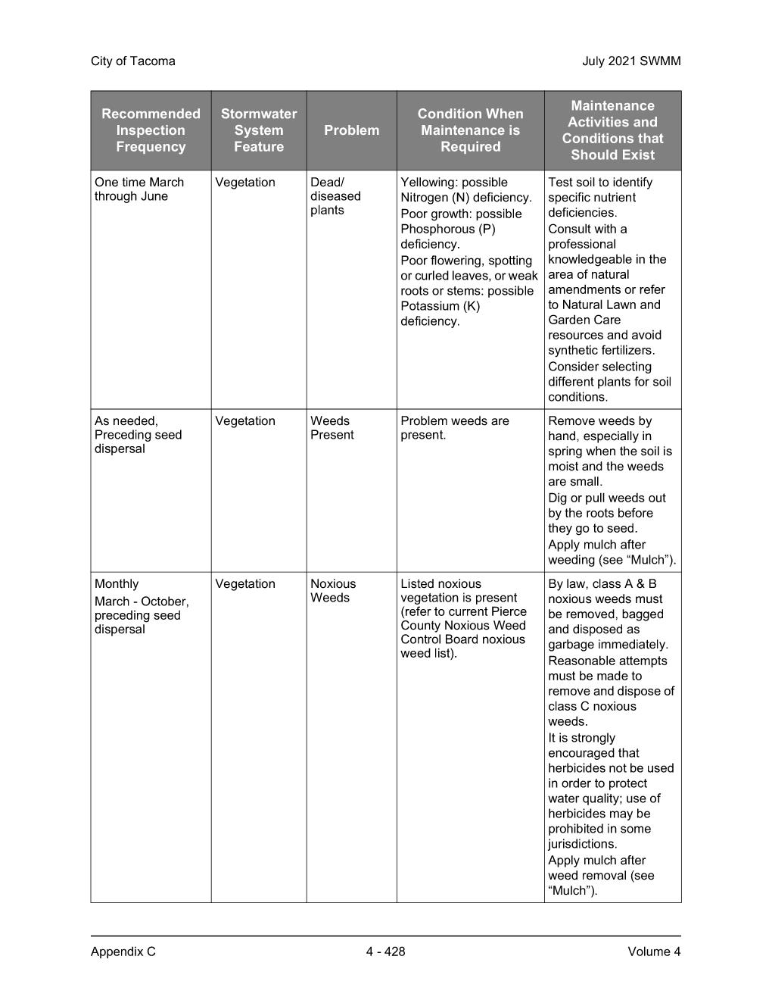 City of Tacoma
July 2021 SWMM
Recommended
Inspection
Frequency
Stormwater
System
Feature
Problem
Condition When
Maintenance is
Required
Maintenance
Activities and
Conditions that
Should Exist
One time March
through June
Vegetation
Dead/
diseased
plants
Yellowing: possible
Nitrogen (N) deficiency.
Poor growth: possible
Phosphorous (P)
deficiency.
Poor flowering, spotting
or curled leaves, or weak
roots or stems: possible
Potassium (K)
deficiency.
Test soil to identify
specific nutrient
deficiencies.
Consult with a
professional
knowledgeable in the
area of natural
amendments or refer
to Natural Lawn and
Garden Care
resources and avoid
synthetic fertilizers.
Consider selecting
different plants for soil
conditions.
As needed,
Preceding seed
dispersal
Vegetation
Weeds
Present
Problem weeds are
present.
Remove weeds by
hand, especially in
spring when the soil is
moist and the weeds
are small.
Dig or pull weeds out
by the roots before
they go to seed.
Apply mulch after
weeding (see “Mulch”).
Monthly
March - October,
preceding seed
dispersal
Vegetation
Noxious
Weeds
Listed noxious
vegetation is present
(refer to current Pierce
County Noxious Weed
Control Board noxious
weed list).
By law, class A & B
noxious weeds must
be removed, bagged
and disposed as
garbage immediately.
Reasonable attempts
must be made to
remove and dispose of
class C noxious
weeds.
It is strongly
encouraged that
herbicides not be used
in order to protect
water quality; use of
herbicides may be
prohibited in some
jurisdictions.
Apply mulch after
weed removal (see
“Mulch”).
Appendix C
4 - 428
Volume 4